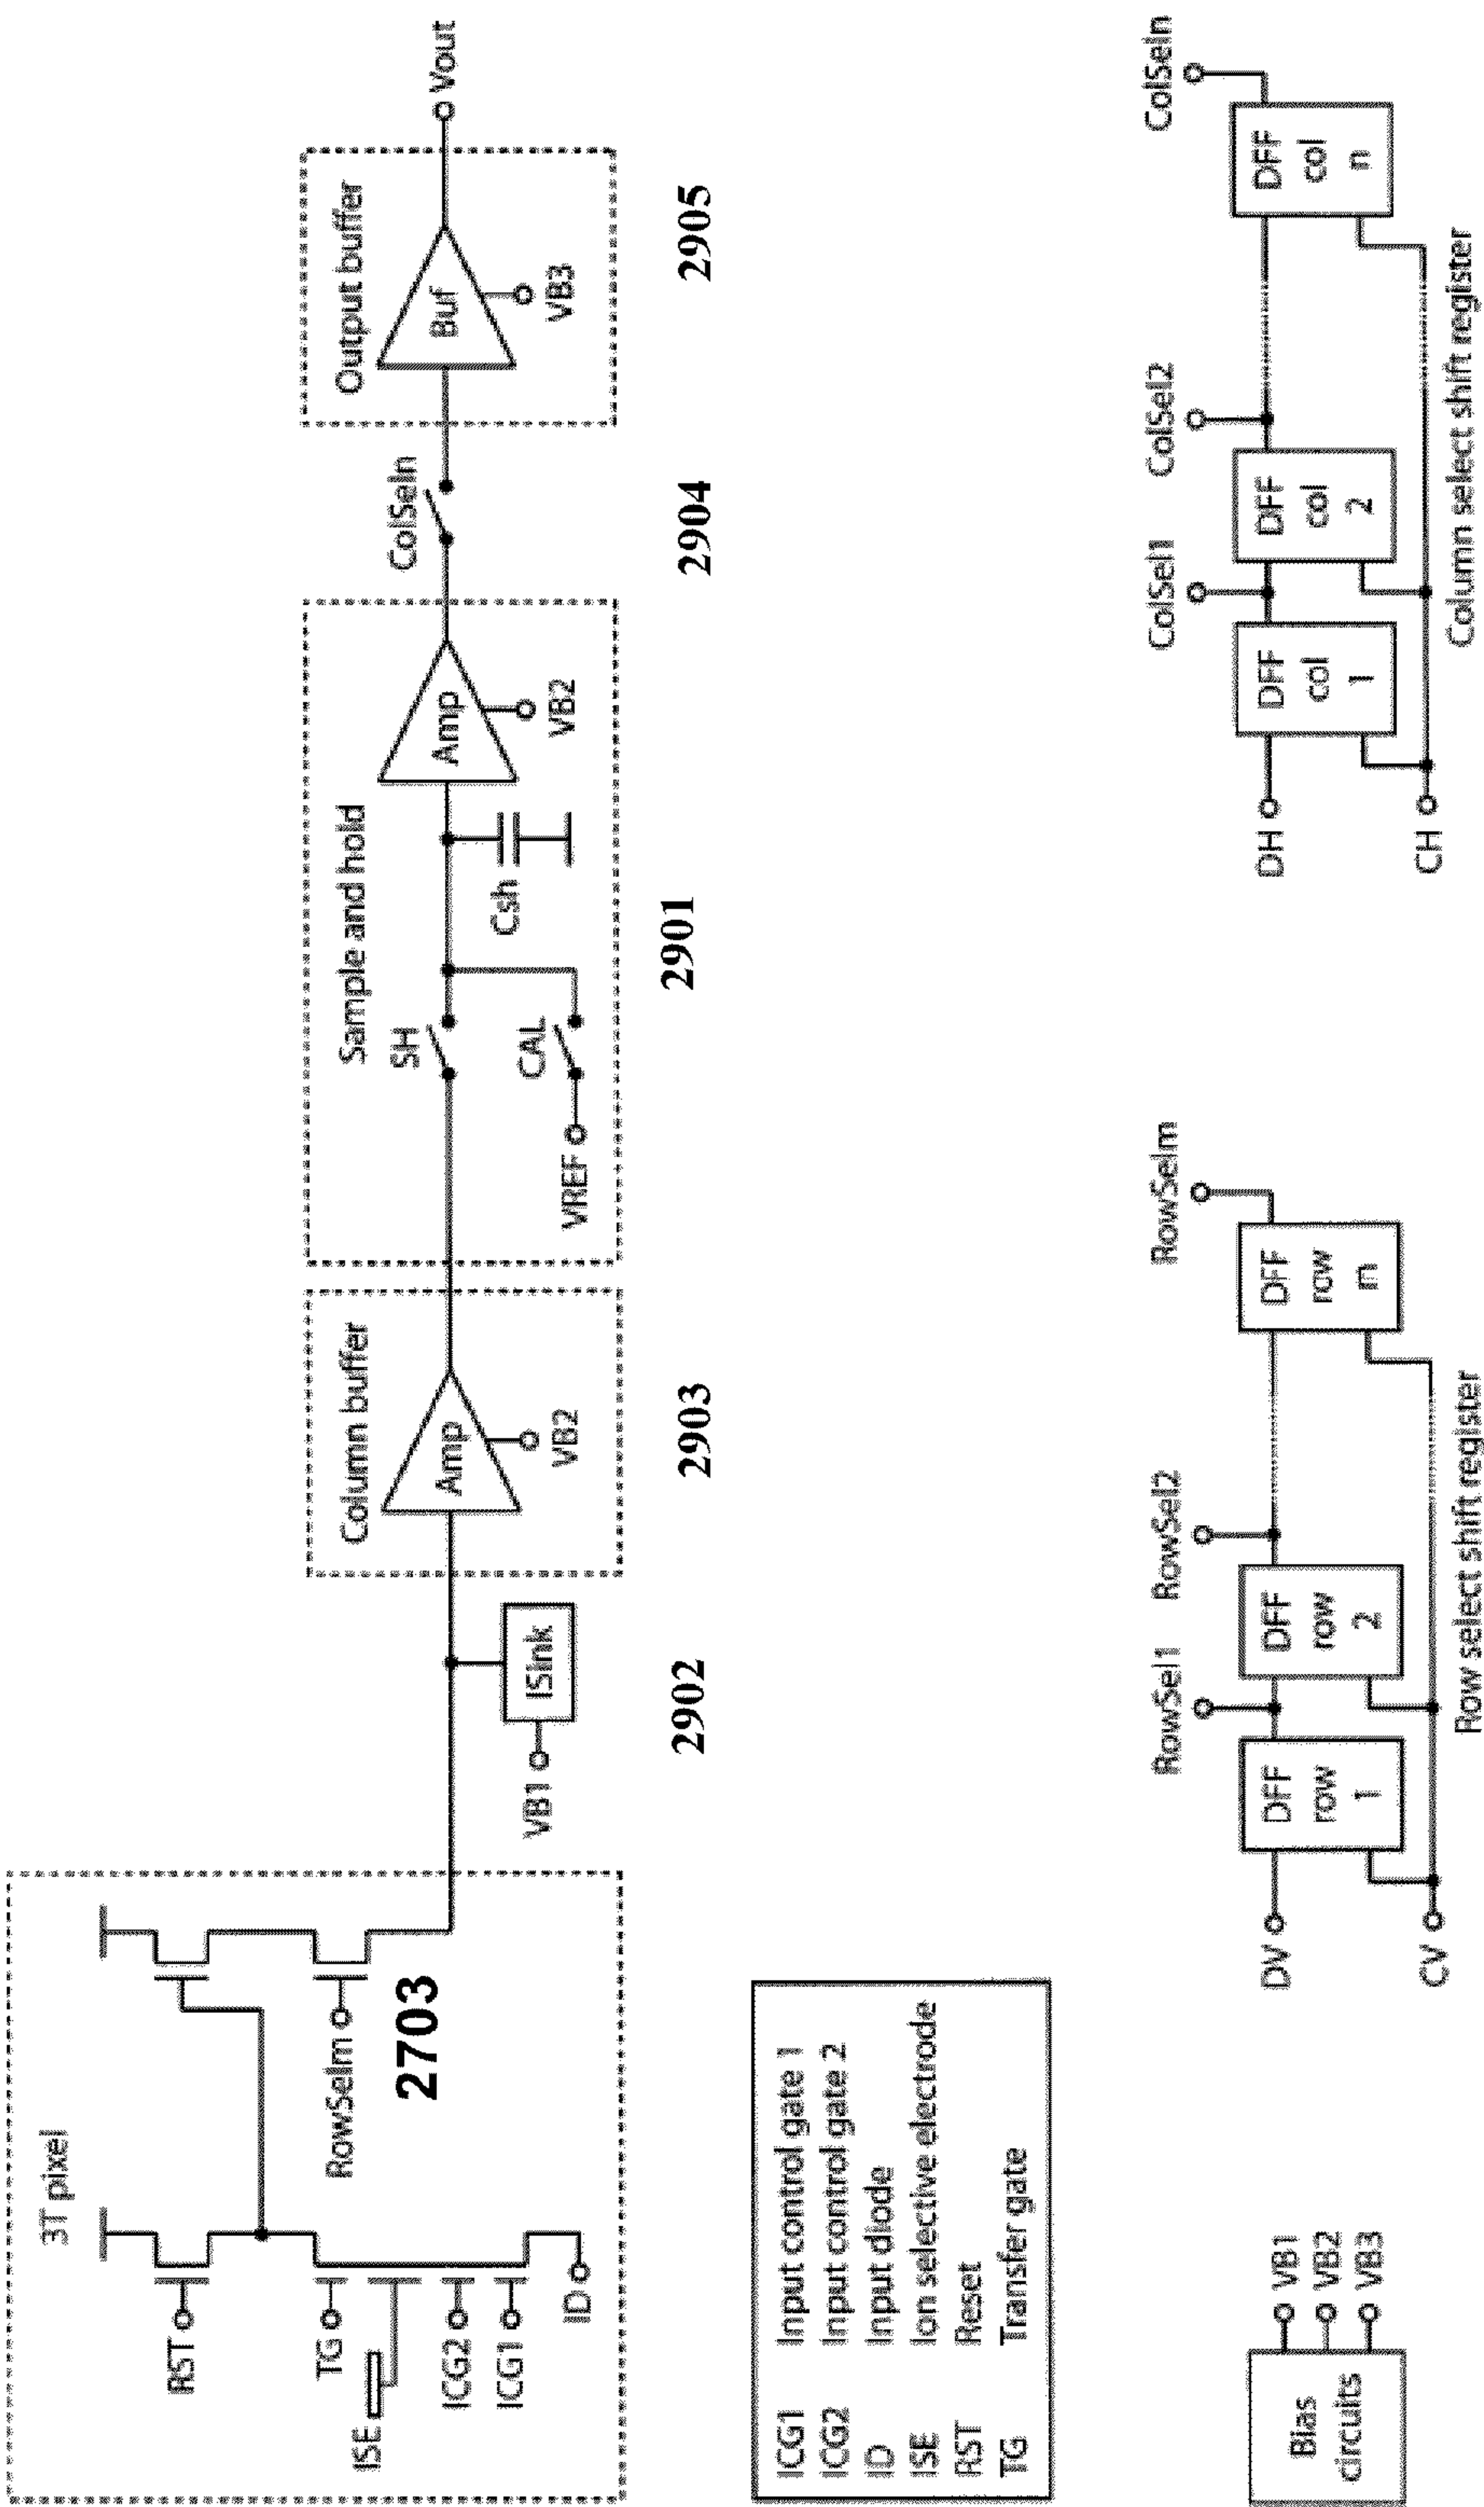 3T pixel
RST
TG
ISE
ICG2
ICG1
ID
RowSelm
2703
VB1
ISink
2902
Column buffer
Amp
VB2
2903
Sample and hold
SH
CAL
VREF
Csh
Amp
VB2
2901
ColSeln
2904
Output buffer
Buf
VB3
2905
Vout
ICG1 Input control gate 1
ICG2 Input control gate 2
ID Input diode
ISE Ion selective electrode
RST Reset
TG Transfer gate
Bias
circuits
VB1
VB2
VB3
RowSel1
RowSel2
RowSelm
DV
CV
DFF
row
1
DFF
row
2
DFF
row
m
Row select shift register
ColSel1
ColSel2
ColSeln
DH
CH
DFF
col
1
DFF
col
2
DFF
col
n
Column select shift register